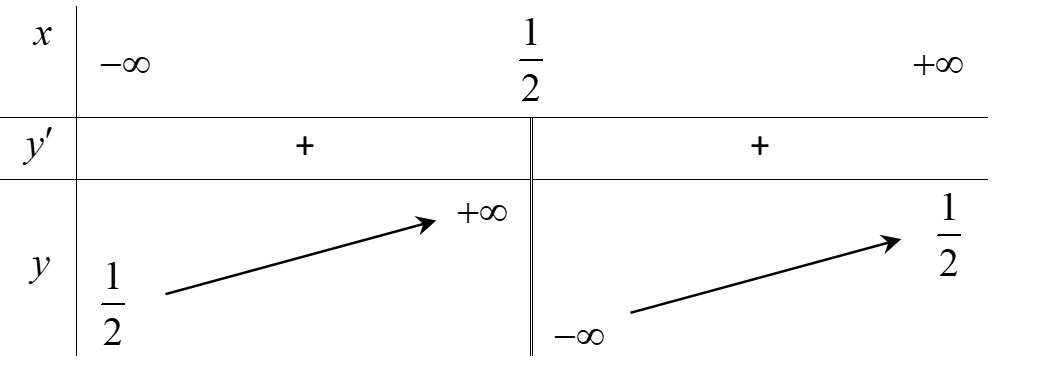 x −∞ 1/2 +∞
y′ + +
y 1/2 +∞ −∞ 1/2